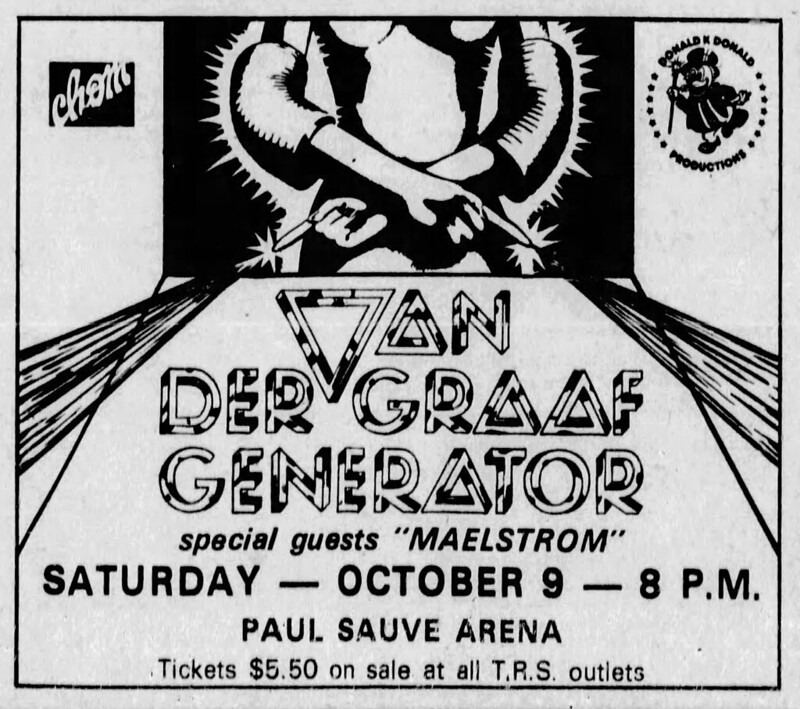 chom
DONALD K DONALD
PRODUCTIONS
VAN
DER GRAAF
GENERATOR
special guests "MAELSTROM"
SATURDAY — OCTOBER 9 — 8 P.M.
PAUL SAUVE ARENA
Tickets $5.50 on sale at all T.R.S. outlets